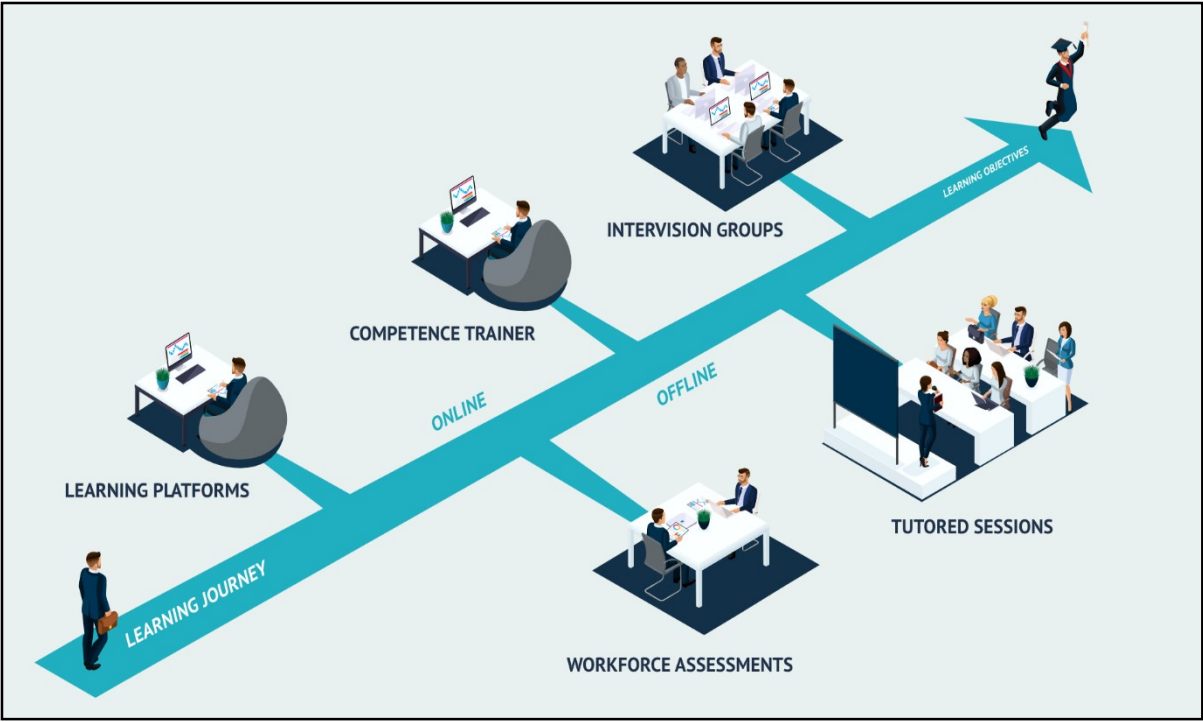 INTERVISION GROUPS
LEARNING OBJECTIVES
COMPETENCE TRAINER
ONLINE
OFFLINE
LEARNING PLATFORMS
TUTORED SESSIONS
LEARNING JOURNEY
WORKFORCE ASSESSMENTS